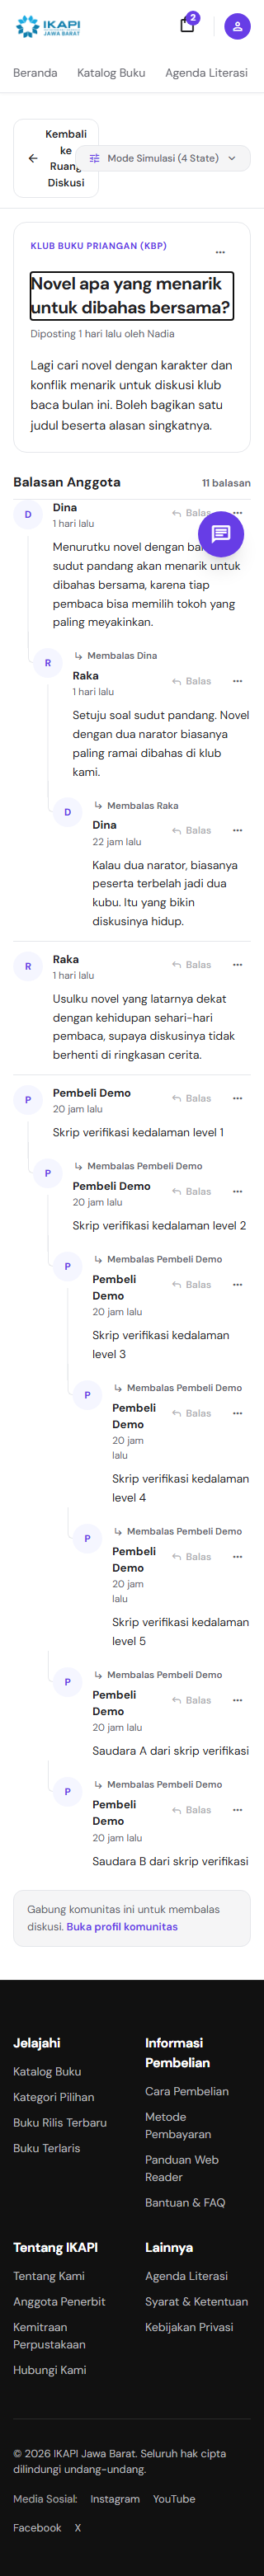 IKAPI
JAWA BARAT
2
Beranda
Katalog Buku
Agenda Literasi
Kembali
ke
Ruang
Diskusi
Mode Simulasi (4 State)
KLUB BUKU PRIANGAN (KBP)
Novel apa yang menarik
untuk dibahas bersama?
Diposting 1 hari lalu oleh Nadia
Lagi cari novel dengan karakter dan
konflik menarik untuk diskusi klub
baca bulan ini. Boleh bagikan satu
judul beserta alasan singkatnya.
Balasan Anggota
11 balasan
D
Dina
1 hari lalu
Balas
Menurutku novel dengan
sudut pandang akan menarik untuk
dibahas bersama, karena tiap
pembaca bisa memilih tokoh yang
paling meyakinkan.
Membalas Dina
R
Raka
1 hari lalu
Balas
Setuju soal sudut pandang. Novel
dengan dua narator biasanya
paling ramai dibahas di klub
kami.
Membalas Raka
D
Dina
22 jam lalu
Balas
Kalau dua narator, biasanya
peserta terbelah jadi dua
kubu. Itu yang bikin
diskusinya hidup.
R
Raka
1 hari lalu
Balas
Usulku novel yang latarnya dekat
dengan kehidupan sehari-hari
pembaca, supaya diskusinya tidak
berhenti di ringkasan cerita.
P
Pembeli Demo
20 jam lalu
Balas
Skrip verifikasi kedalaman level 1
Membalas Pembeli Demo
P
Pembeli Demo
20 jam lalu
Balas
Skrip verifikasi kedalaman level 2
Membalas Pembeli Demo
P
Pembeli
Demo
20 jam lalu
Balas
Skrip verifikasi kedalaman
level 3
Membalas Pembeli Demo
P
Pembeli
Demo
20 jam
lalu
Balas
Skrip verifikasi kedalaman
level 4
Membalas Pembeli Demo
P
Pembeli
Demo
20 jam
lalu
Balas
Skrip verifikasi kedalaman
level 5
Membalas Pembeli Demo
P
Pembeli
Demo
20 jam lalu
Balas
Saudara A dari skrip verifikasi
Membalas Pembeli Demo
P
Pembeli
Demo
20 jam lalu
Balas
Saudara B dari skrip verifikasi
Gabung komunitas ini untuk membalas
diskusi. Buka profil komunitas
Jelajahi
Katalog Buku
Kategori Pilihan
Buku Rilis Terbaru
Buku Terlaris
Informasi
Pembelian
Cara Pembelian
Metode
Pembayaran
Panduan Web
Reader
Bantuan & FAQ
Tentang IKAPI
Tentang Kami
Anggota Penerbit
Kemitraan
Perpustakaan
Hubungi Kami
Lainnya
Agenda Literasi
Syarat & Ketentuan
Kebijakan Privasi
© 2026 IKAPI Jawa Barat. Seluruh hak cipta
dilindungi undang-undang.
Media Sosial:
Instagram
YouTube
Facebook
X